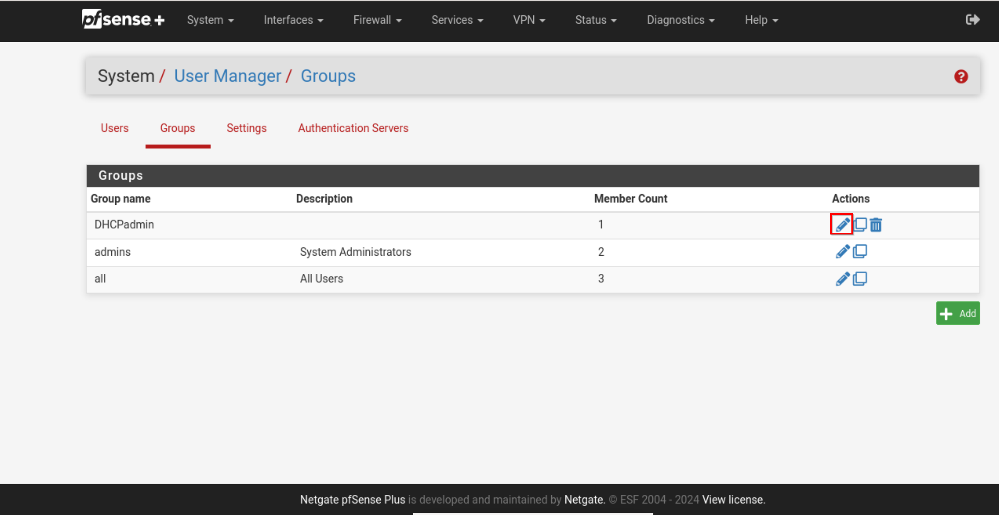 pfsense +
System
Interfaces
Firewall
Services
VPN
Status
Diagnostics
Help
System / User Manager / Groups
Users
Groups
Settings
Authentication Servers
Groups
Group name Description Member Count Actions
DHCPadmin 1
admins System Administrators 2
all All Users 3
Add
Netgate pfSense Plus is developed and maintained by Netgate. © ESF 2004 - 2024 View license.